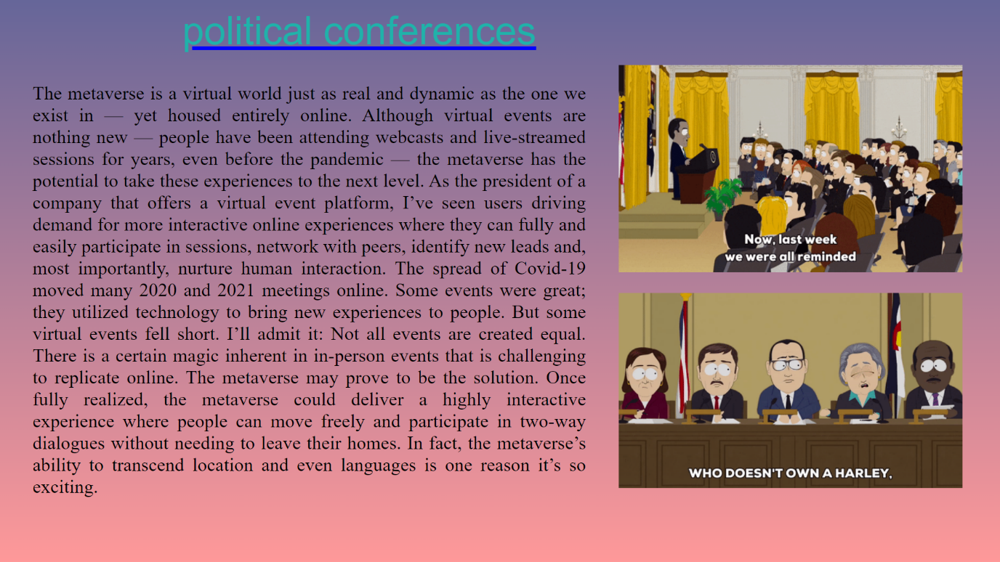 political conferences
The metaverse is a virtual world just as real and dynamic as the one we
exist in — yet housed entirely online. Although virtual events are
nothing new — people have been attending webcasts and live-streamed
sessions for years, even before the pandemic — the metaverse has the
potential to take these experiences to the next level. As the president of a
company that offers a virtual event platform, I’ve seen users driving
demand for more interactive online experiences where they can fully and
easily participate in sessions, network with peers, identify new leads and,
most importantly, nurture human interaction. The spread of Covid-19
moved many 2020 and 2021 meetings online. Some events were great;
they utilized technology to bring new experiences to people. But some
virtual events fell short. I’ll admit it: Not all events are created equal.
There is a certain magic inherent in in-person events that is challenging
to replicate online. The metaverse may prove to be the solution. Once
fully realized, the metaverse could deliver a highly interactive
experience where people can move freely and participate in two-way
dialogues without needing to leave their homes. In fact, the metaverse’s
ability to transcend location and even languages is one reason it’s so
exciting.
Now, last week
we were all reminded
WHO DOESN'T OWN A HARLEY,